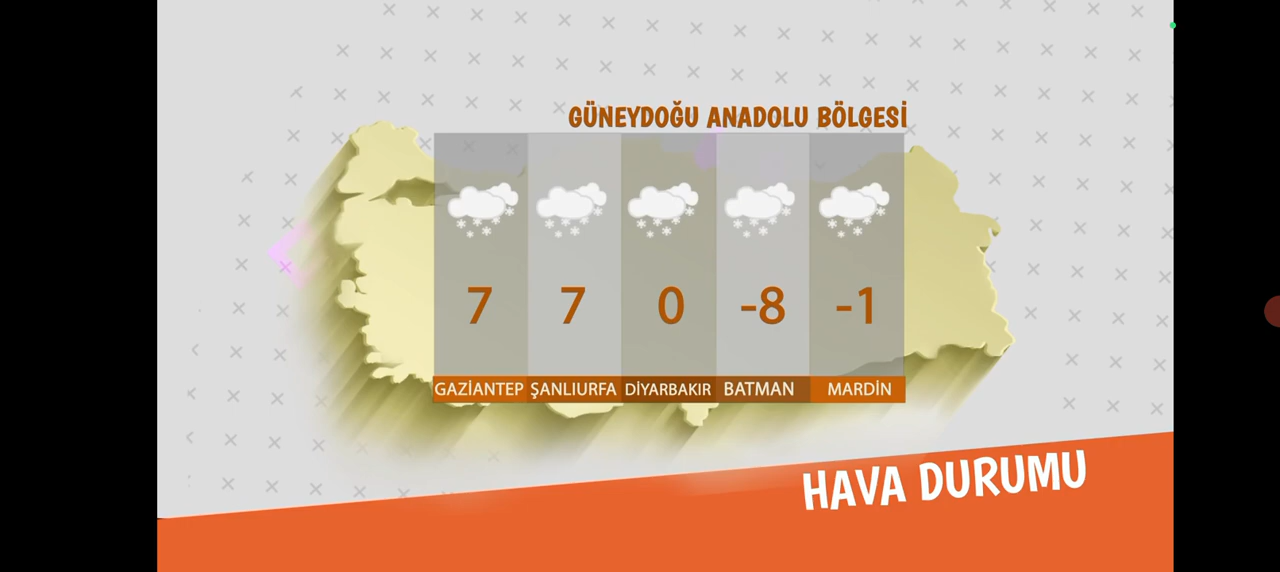 GÜNEYDOĞU ANADOLU BÖLGESİ
7 7 0 -8 -1
GAZİANTEP ŞANLIURFA DİYARBAKIR BATMAN MARDİN
HAVA DURUMU